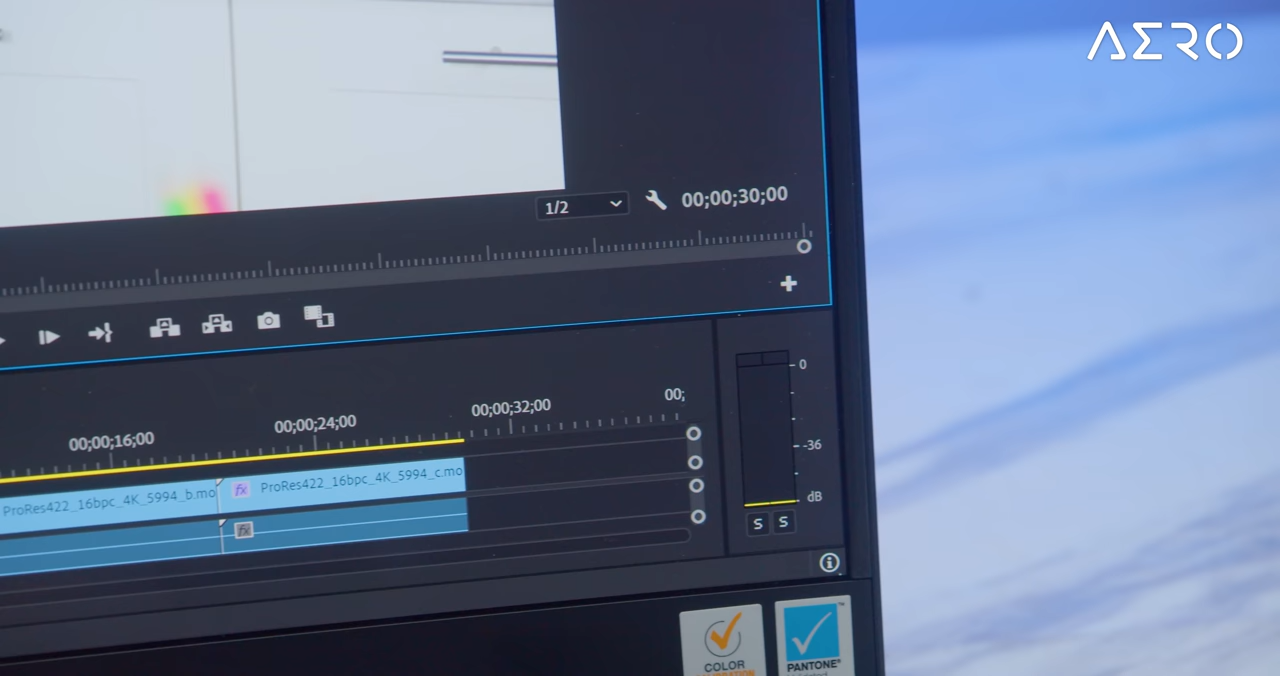 AERO
1/2
00;00;30;00
0
-36
dB
S S
00;00;16;00
00;00;24;00
00;00;32;00
00;
ProRes422_16bpc_4K_5994_b.mo
fx
ProRes422_16bpc_4K_5994_c.mo
fx
COLOR
PANTONE®